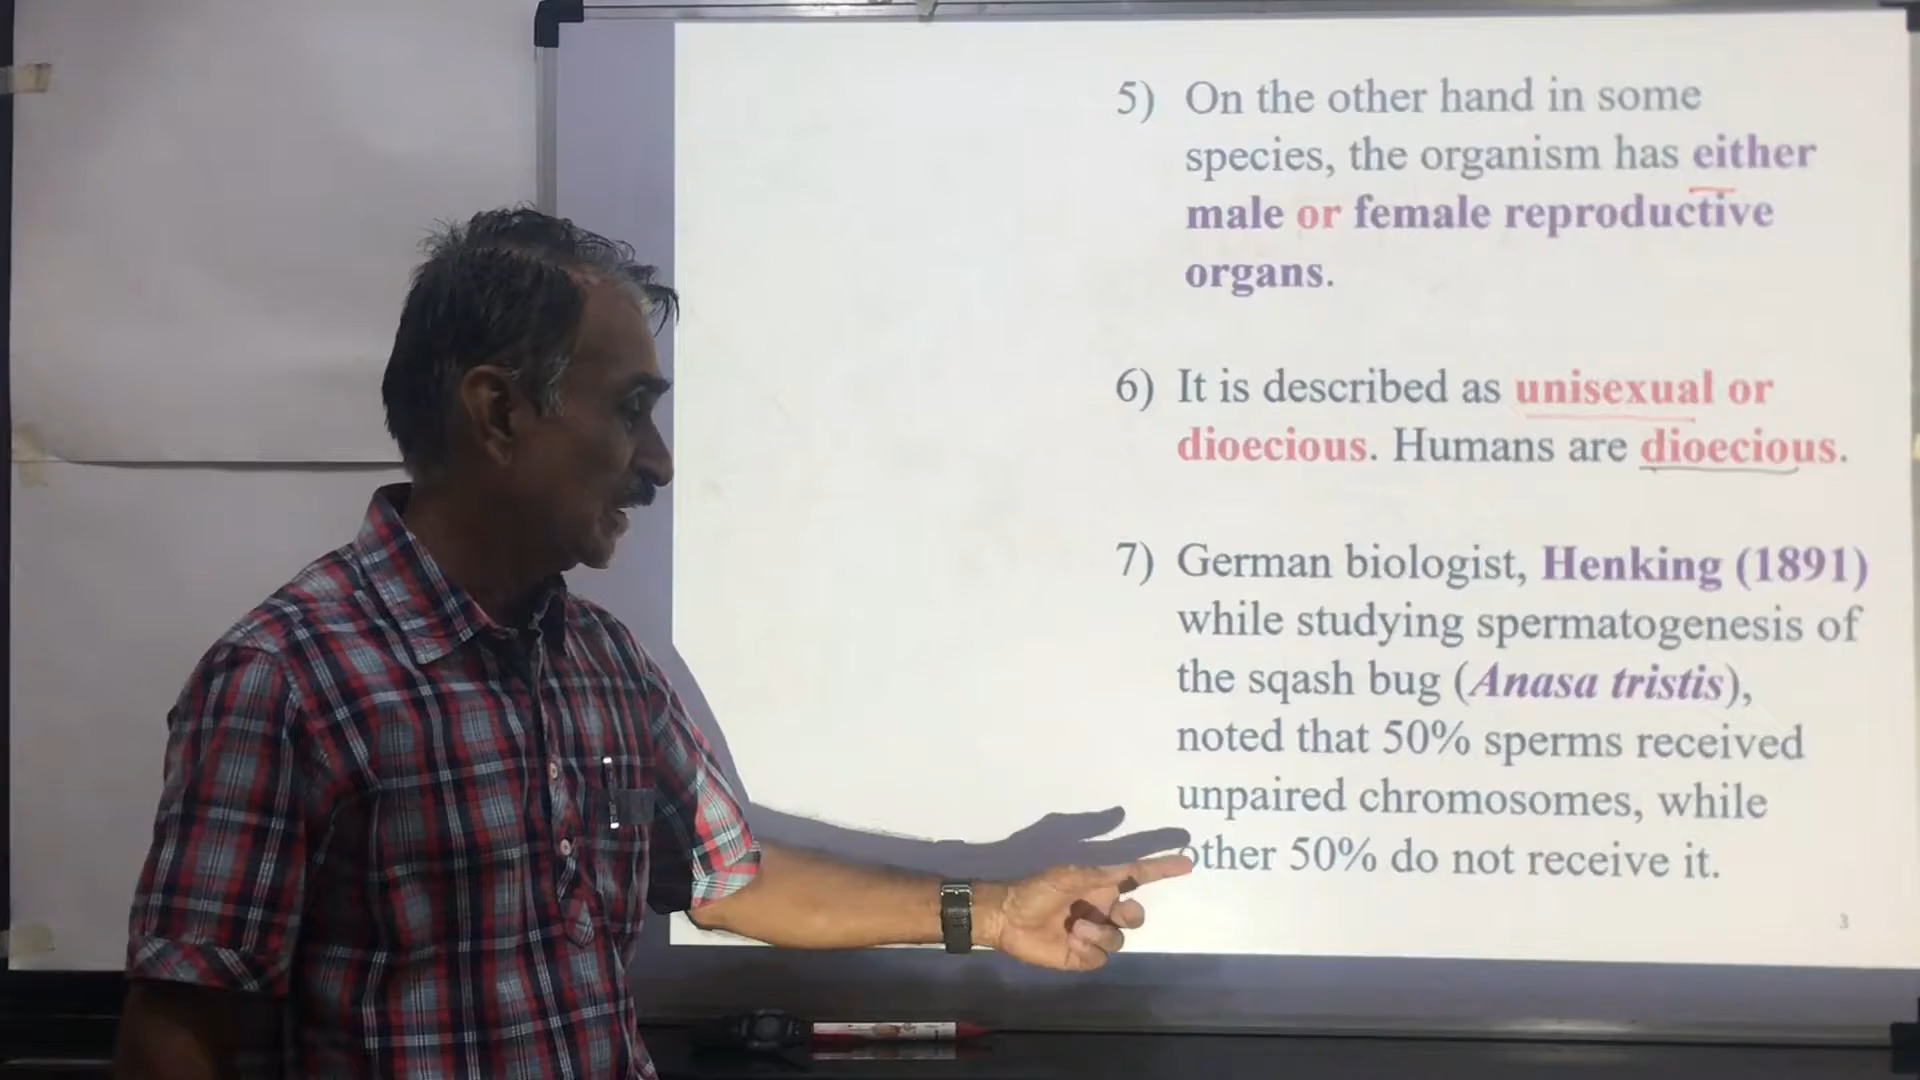 5) On the other hand in some
species, the organism has either
male or female reproductive
organs.
6) It is described as unisexual or
dioecious. Humans are dioecious.
7) German biologist, Henking (1891)
while studying spermatogenesis of
the sqash bug (Anasa tristis),
noted that 50% sperms received
unpaired chromosomes, while
other 50% do not receive it.
3